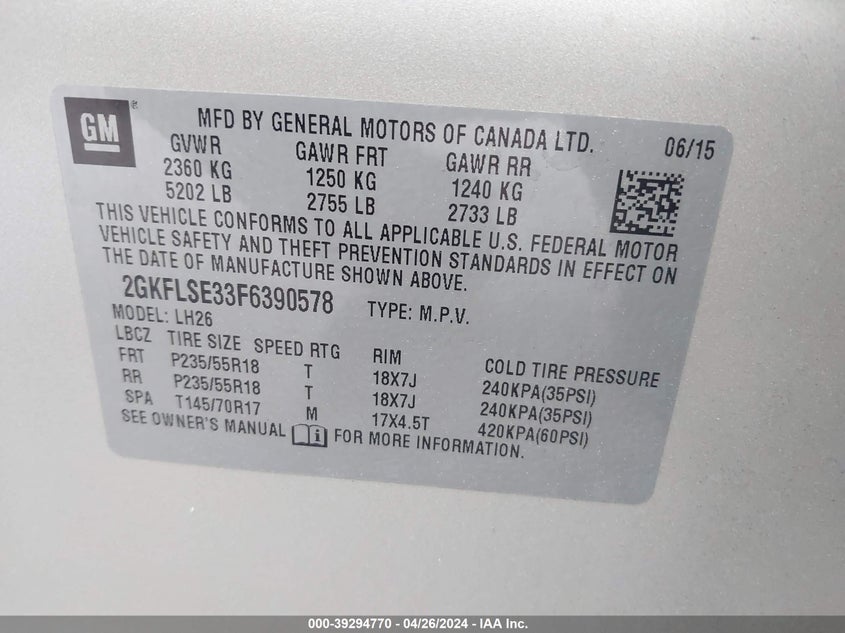 GM ®
MFD BY GENERAL MOTORS OF CANADA LTD. 06/15
GVWR GAWR FRT GAWR RR
2360 KG 1250 KG 1240 KG
5202 LB 2755 LB 2733 LB
THIS VEHICLE CONFORMS TO ALL APPLICABLE U.S. FEDERAL MOTOR
VEHICLE SAFETY AND THEFT PREVENTION STANDARDS IN EFFECT ON
THE DATE OF MANUFACTURE SHOWN ABOVE.
2GKFLSE33F6390578 TYPE: M.P.V.
MODEL: LH26
LBCZ TIRE SIZE SPEED RTG RIM COLD TIRE PRESSURE
FRT P235/55R18 T 18X7J 240KPA(35PSI)
RR P235/55R18 T 18X7J 240KPA(35PSI)
SPA T145/70R17 M 17X4.5T 420KPA(60PSI)
SEE OWNER'S MANUAL i FOR MORE INFORMATION.
000-39294770 - 04/26/2024 - IAA Inc.